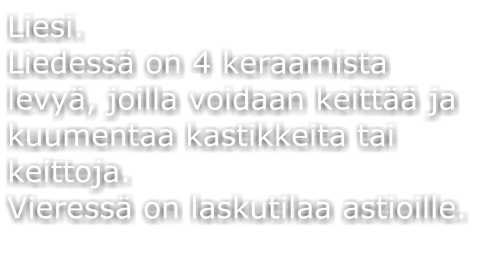 Liesi.
Liedessä on 4 keraamista
levyä, joilla voidaan keittää ja
kuumentaa kastikkeita tai
keittoja.
Vieressä on laskutilaa astioille.